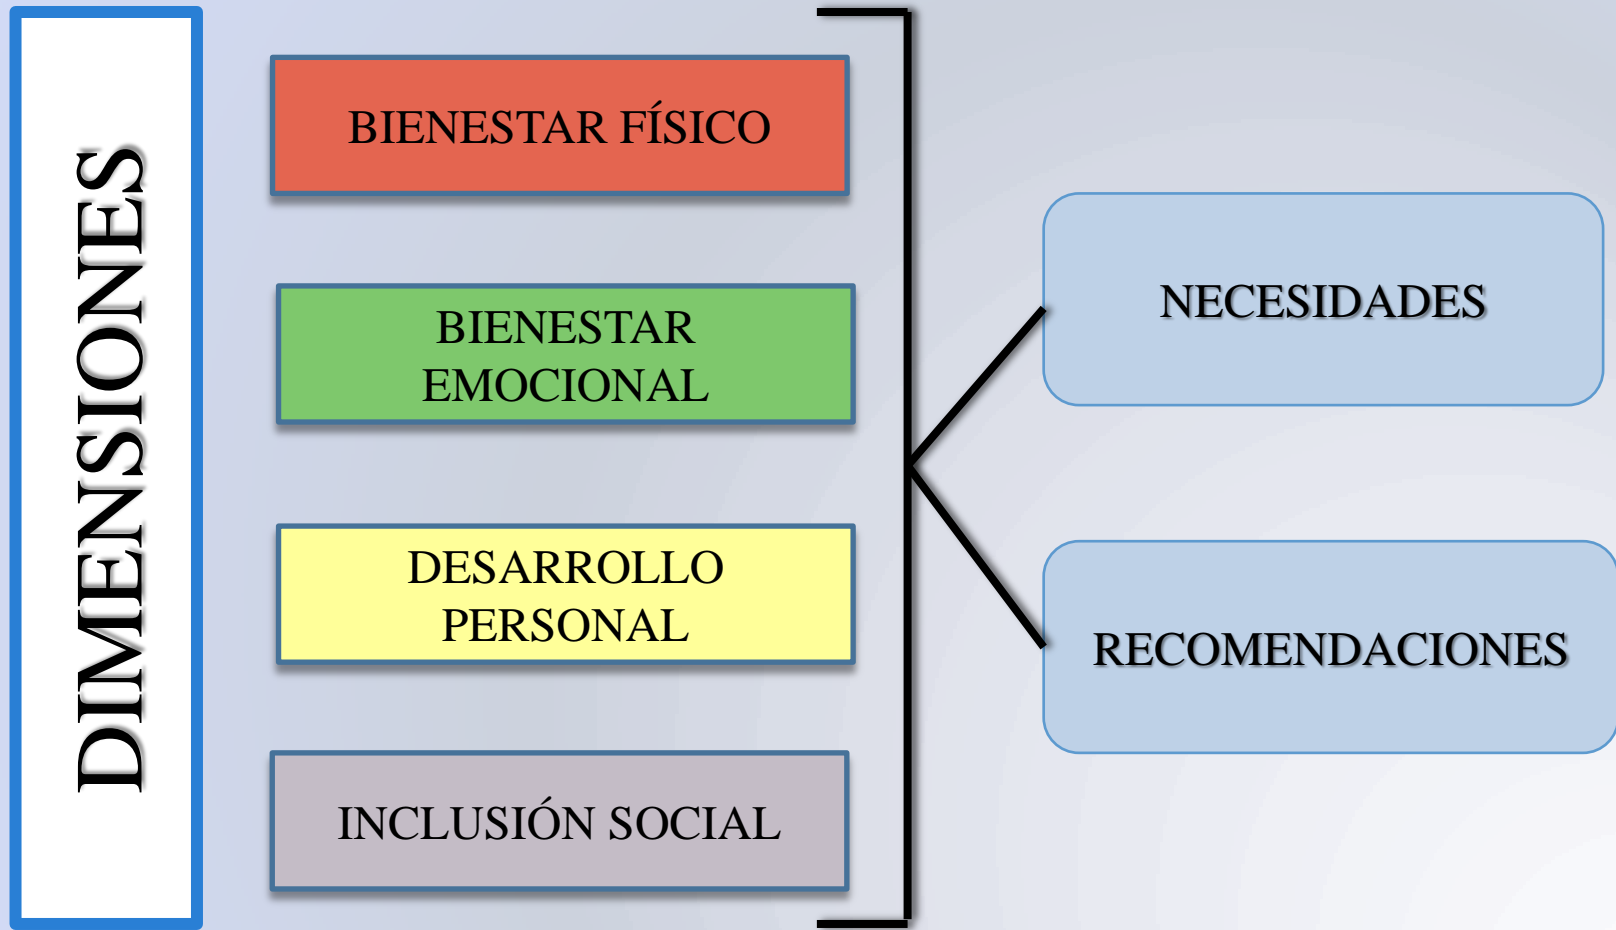 DIMENSIONES
BIENESTAR FÍSICO
BIENESTAR
EMOCIONAL
DESARROLLO
PERSONAL
INCLUSIÓN SOCIAL
NECESIDADES
RECOMENDACIONES